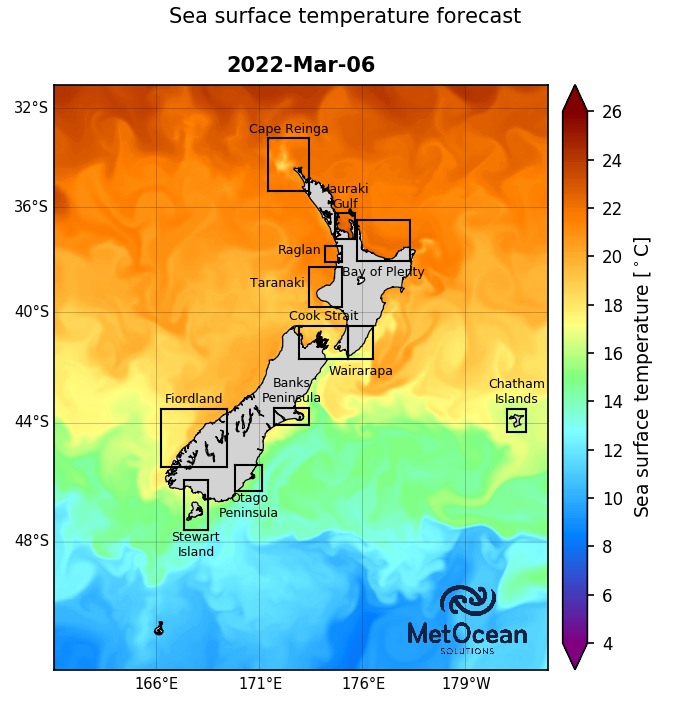 Sea surface temperature forecast
2022-Mar-06
32°S
36°S
40°S
44°S
48°S
Cape Reinga
Hauraki
Gulf
Raglan
Bay of Plenty
Taranaki
Cook Strait
Wairarapa
Banks
Peninsula
Fiordland
Chatham
Islands
Otago
Peninsula
Stewart
Island
MetOcean
SOLUTIONS
166°E
171°E
176°E
179°W
26
24
22
20
18
16
14
12
10
8
6
4
Sea surface temperature [°C]